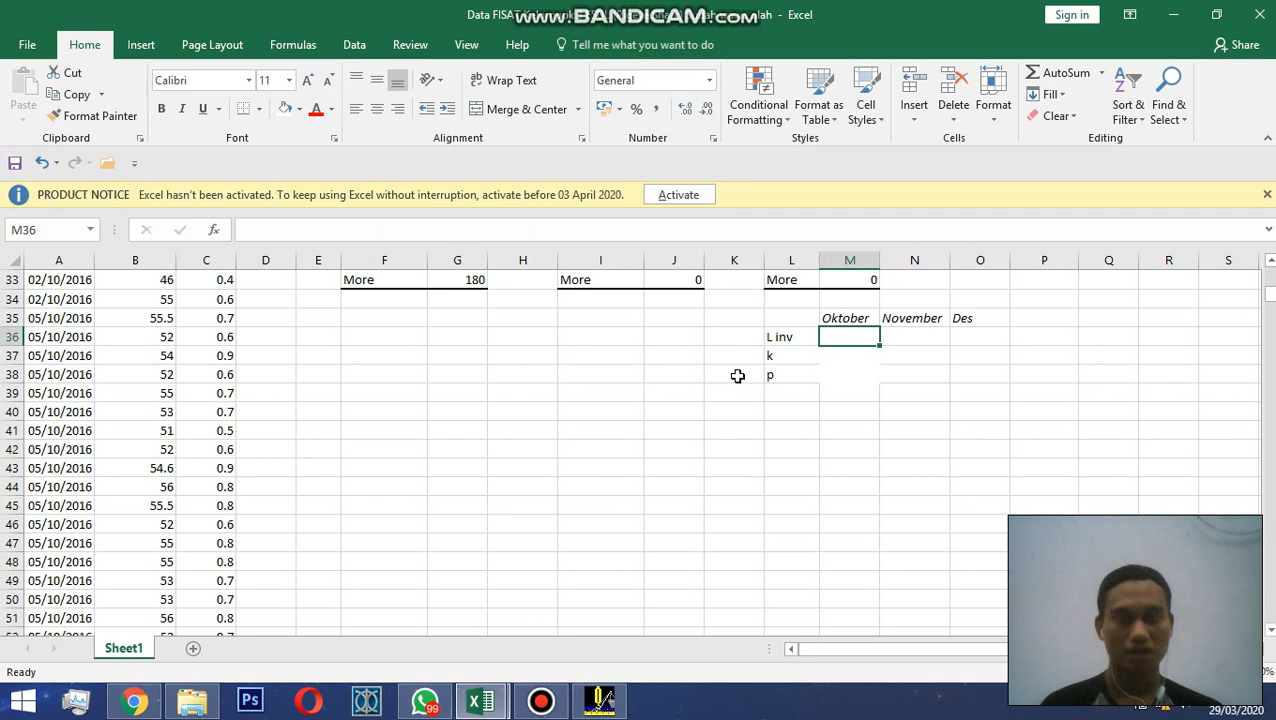 Data FISAT
lah - Excel
www.BANDICAM.com
Sign in
File Home Insert Page Layout Formulas Data Review View Help Tell me what you want to do Share
Paste
Cut
Copy
Format Painter
Clipboard
Calibri 11
B I U
Font
Wrap Text
Merge & Center
Alignment
General
Number
Conditional Formatting
Format as Table
Cell Styles
Styles
Insert Delete Format
Cells
AutoSum
Fill
Clear
Sort & Filter
Find & Select
Editing
PRODUCT NOTICE Excel hasn't been activated. To keep using Excel without interruption, activate before 03 April 2020. Activate
M36 fx
A B C D E F G H I J K L M N O P Q R S
33 02/10/2016 46 0.4 More 180 More 0 More 0
34 02/10/2016 55 0.6
35 05/10/2016 55.5 0.7 Oktober November Des
36 05/10/2016 52 0.6 L inv
37 05/10/2016 54 0.9 k
38 05/10/2016 52 0.6 p
39 05/10/2016 55 0.7
40 05/10/2016 53 0.7
41 05/10/2016 51 0.5
42 05/10/2016 52 0.6
43 05/10/2016 54.6 0.9
44 05/10/2016 56 0.8
45 05/10/2016 55.5 0.8
46 05/10/2016 52 0.6
47 05/10/2016 55 0.8
48 05/10/2016 55 0.8
49 05/10/2016 53 0.7
50 05/10/2016 53 0.7
51 05/10/2016 56 0.8
Sheet1
Ready
Ps
99
29/03/2020